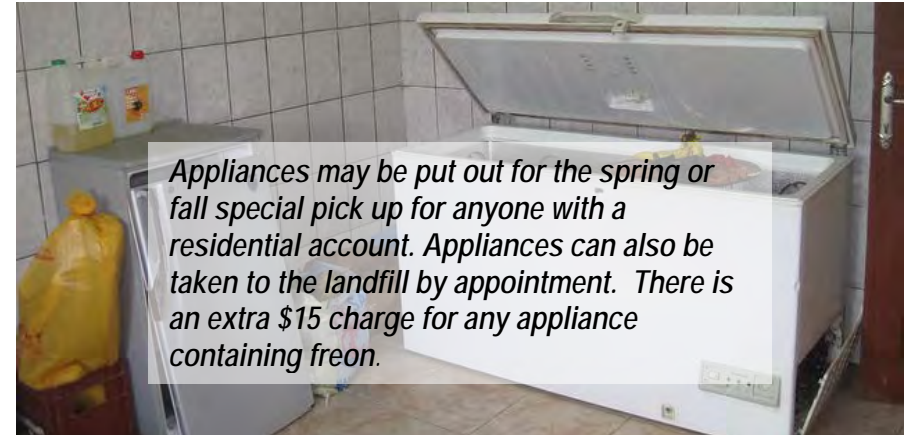 Appliances may be put out for the spring or
fall special pick up for anyone with a
residential account. Appliances can also be
taken to the landfill by appointment.  There is
an extra $15 charge for any appliance
containing freon.